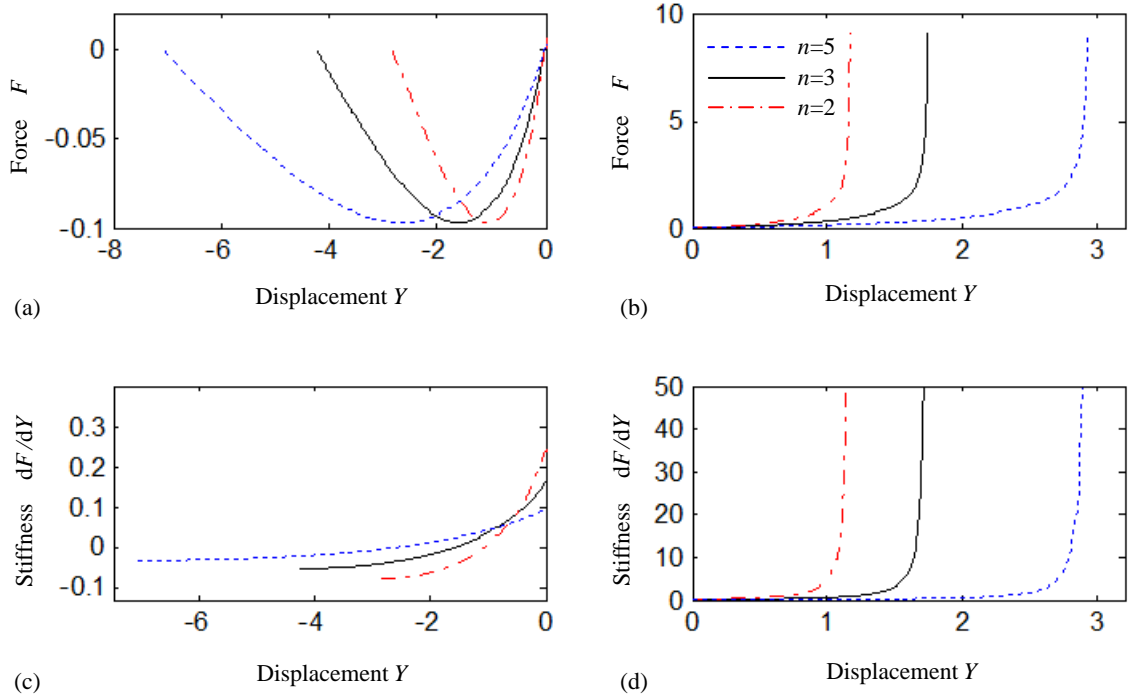 Force F
0
-0.05
-0.1
-8 -6 -4 -2 0
Displacement Y
(a)
Force F
10
5
0
n=5
n=3
n=2
0 1 2 3
Displacement Y
(b)
Stiffness dF/dY
0.3
0.2
0.1
0
-0.1
-6 -4 -2 0
Displacement Y
(c)
Stiffness dF/dY
50
40
30
20
10
0
0 1 2 3
Displacement Y
(d)